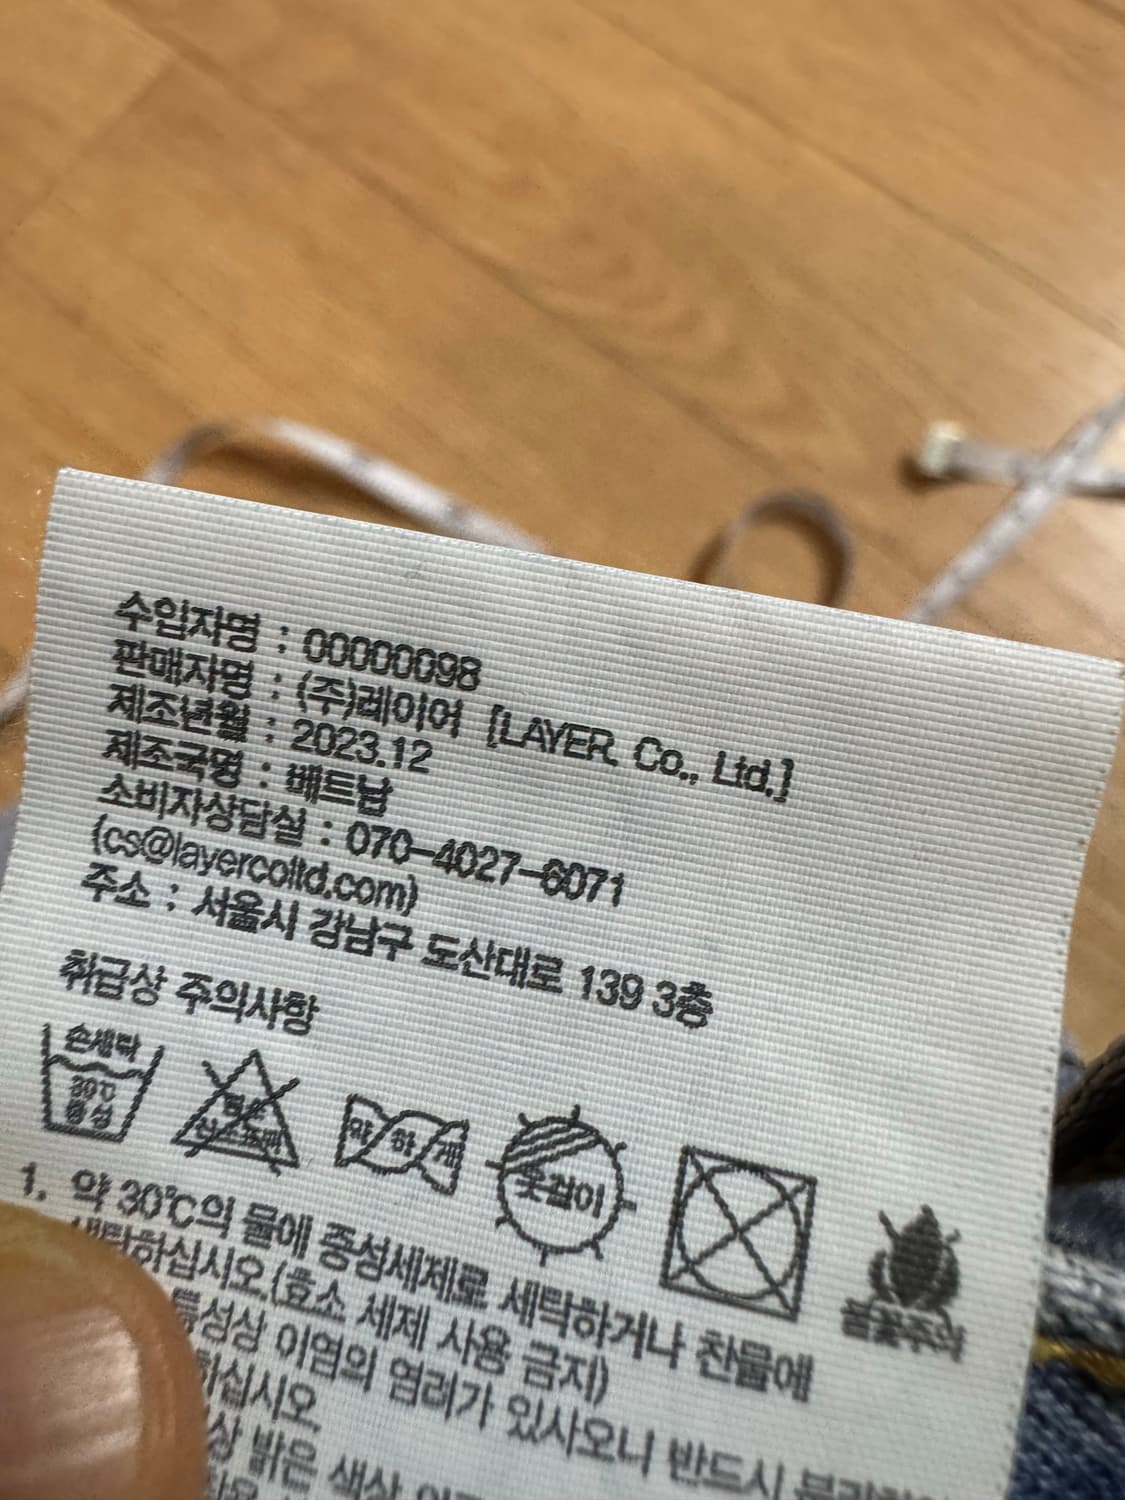 수입자명 : 00000098
판매자명 : (주)레이어 [LAYER. Co., Ltd.]
제조년월 : 2023.12
제조국명 : 베트남
소비자상담실 : 070-4027-6071
(cs@layercoltd.com)
주소 : 서울시 강남구 도산대로 139 3층
취급상 주의사항
손세탁
30℃
중성
염소
산소표백
약하게
옷걸이
불꽃주의
1. 약 30℃의 물에 중성세제로 세탁하거나 찬물에
세탁하십시오.(효소 세제 사용 금지)
특성상 이염의 염려가 있사오니 반드시 분리
하십시오.
상 밝은 색상